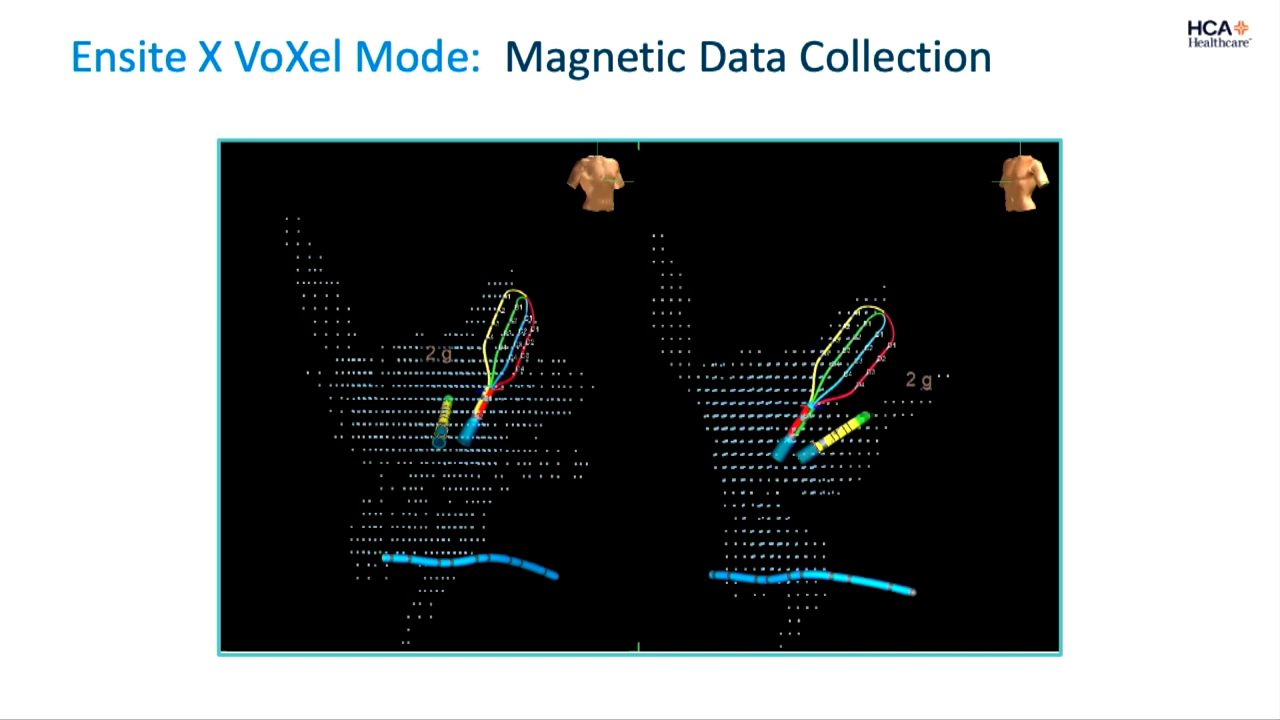 Ensite X VoXel Mode: Magnetic Data Collection
HCA
Healthcare
2 g
2 g